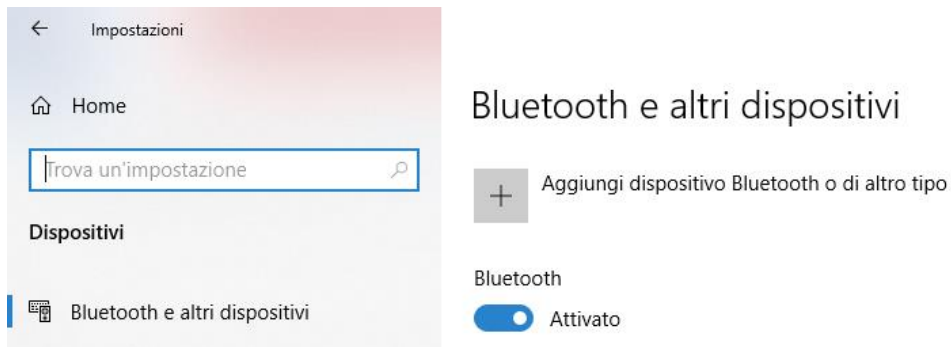 Impostazioni
Home
Trova un'impostazione
Dispositivi
Bluetooth e altri dispositivi
Bluetooth e altri dispositivi
Aggiungi dispositivo Bluetooth o di altro tipo
Bluetooth
Attivato